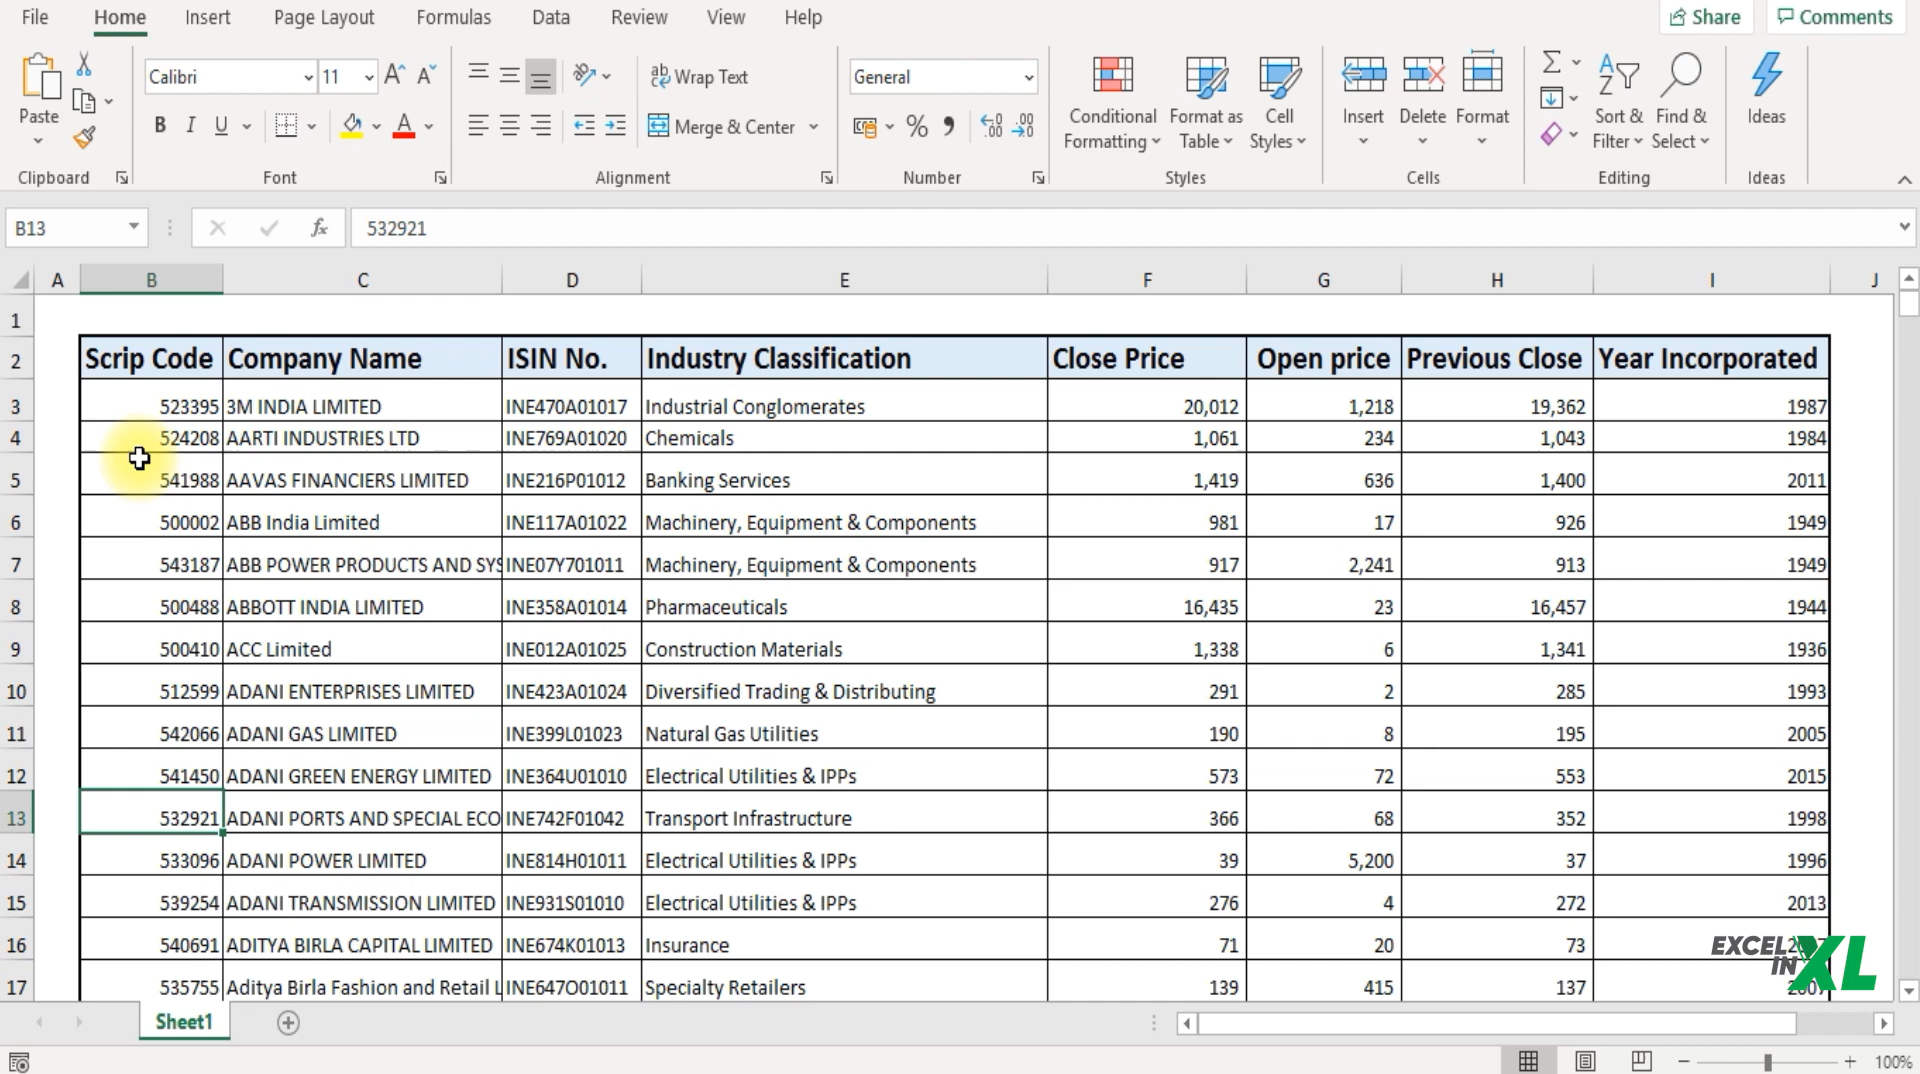 File Home Insert Page Layout Formulas Data Review View Help Share Comments
Calibri 11 ab Wrap Text General
Paste B I U A Merge & Center % Conditional Formatting Format as Table Cell Styles Insert Delete Format Sort & Filter Find & Select Ideas
Clipboard Font Alignment Number Styles Cells Editing Ideas
B13 fx 532921
A B C D E F G H I J
1
2 Scrip Code Company Name ISIN No. Industry Classification Close Price Open price Previous Close Year Incorporated
3 523395 3M INDIA LIMITED INE470A01017 Industrial Conglomerates 20,012 1,218 19,362 1987
4 524208 AARTI INDUSTRIES LTD INE769A01020 Chemicals 1,061 234 1,043 1984
5 541988 AAVAS FINANCIERS LIMITED INE216P01012 Banking Services 1,419 636 1,400 2011
6 500002 ABB India Limited INE117A01022 Machinery, Equipment & Components 981 17 926 1949
7 543187 ABB POWER PRODUCTS AND SYS INE07Y701011 Machinery, Equipment & Components 917 2,241 913 1949
8 500488 ABBOTT INDIA LIMITED INE358A01014 Pharmaceuticals 16,435 23 16,457 1944
9 500410 ACC Limited INE012A01025 Construction Materials 1,338 6 1,341 1936
10 512599 ADANI ENTERPRISES LIMITED INE423A01024 Diversified Trading & Distributing 291 2 285 1993
11 542066 ADANI GAS LIMITED INE399L01023 Natural Gas Utilities 190 8 195 2005
12 541450 ADANI GREEN ENERGY LIMITED INE364U01010 Electrical Utilities & IPPs 573 72 553 2015
13 532921 ADANI PORTS AND SPECIAL ECO INE742F01042 Transport Infrastructure 366 68 352 1998
14 533096 ADANI POWER LIMITED INE814H01011 Electrical Utilities & IPPs 39 5,200 37 1996
15 539254 ADANI TRANSMISSION LIMITED INE931S01010 Electrical Utilities & IPPs 276 4 272 2013
16 540691 ADITYA BIRLA CAPITAL LIMITED INE674K01013 Insurance 71 20 73
17 535755 Aditya Birla Fashion and Retail L INE647O01011 Specialty Retailers 139 415 137 2007
EXCEL IN XL
Sheet1
100%